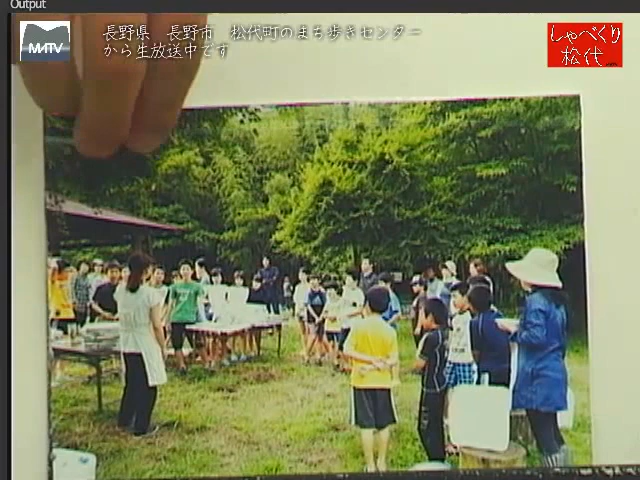 Output
MATV
長野県　長野市　松代町のまち歩きセンター
から生放送中です
しゃべくり
松代